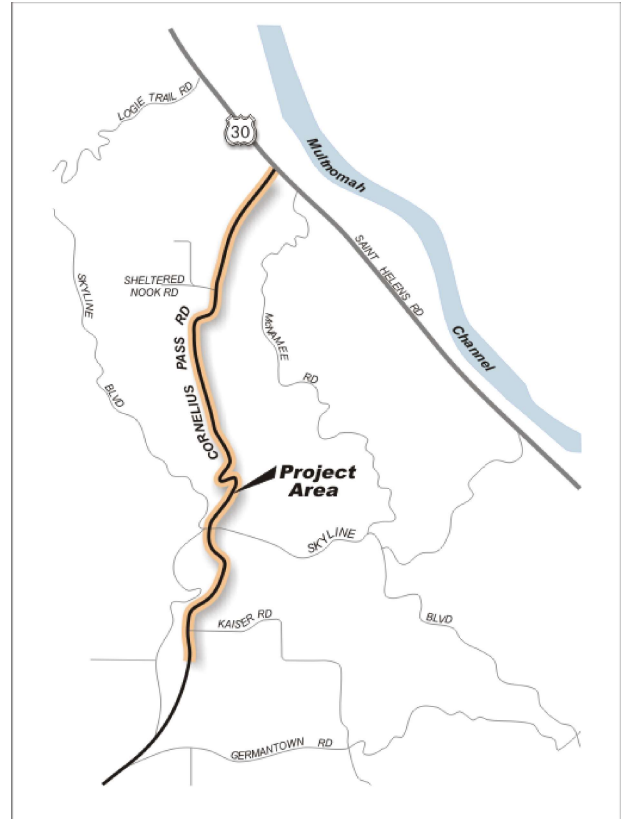 LOGIE TRAIL RD
30
Multnomah
Channel
SAINT HELENS RD
SHELTERED
NOOK RD
SKYLINE
BLVD
McNAMEE
RD
CORNELIUS PASS RD
Project
Area
SKYLINE
BLVD
KAISER RD
GERMANTOWN RD